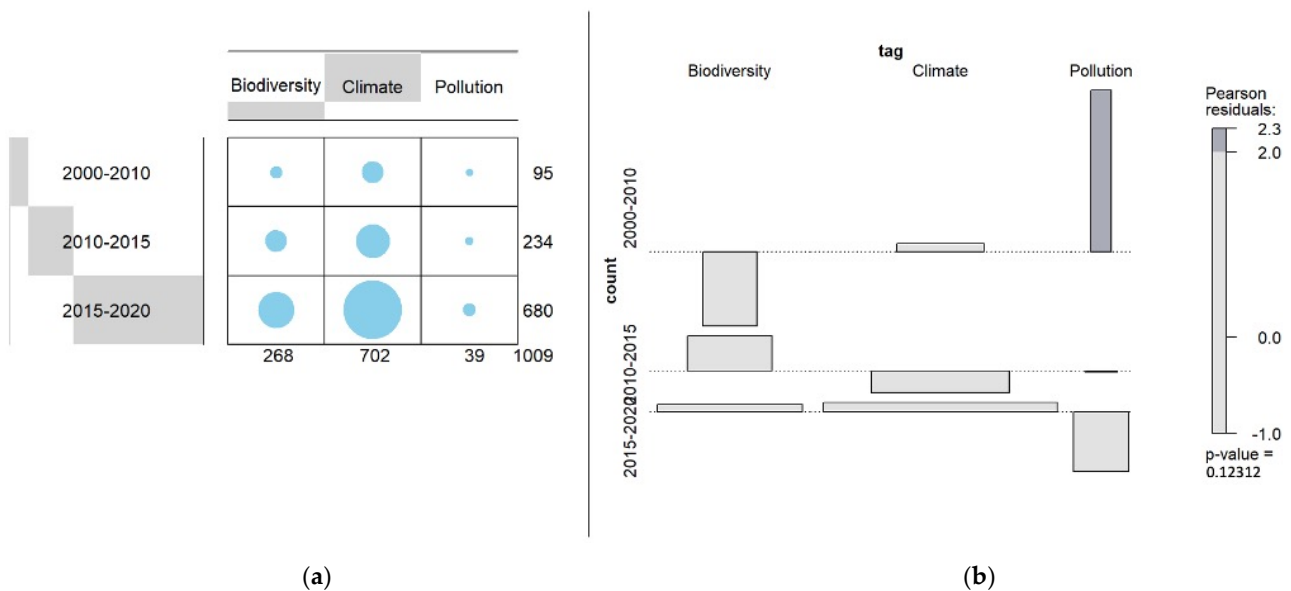 Biodiversity Climate Pollution
2000-2010 95
2010-2015 234
2015-2020 680
268 702 39 1009
(a)
tag
Biodiversity Climate Pollution
count
2000-2010
2010-2015
2015-2020
Pearson
residuals:
2.3
2.0
0.0
-1.0
p-value =
0.12312
(b)